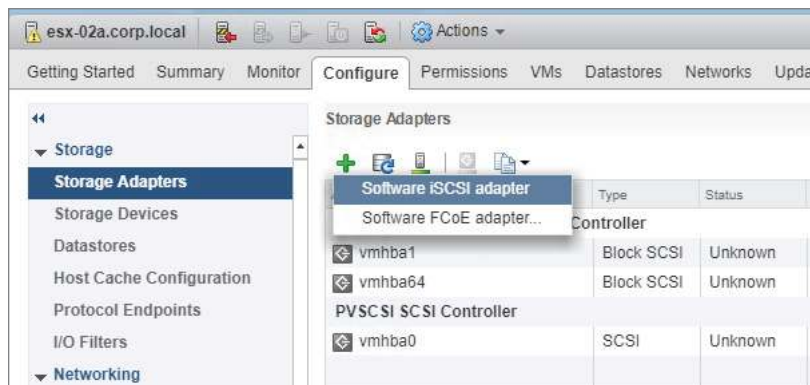 esx-02a.corp.local Actions
Getting Started Summary Monitor Configure Permissions VMs Datastores Networks Upda
Storage
Storage Adapters
Storage Devices
Datastores
Host Cache Configuration
Protocol Endpoints
I/O Filters
Networking
Storage Adapters
Software iSCSI adapter
Software FCoE adapter...
Type Status
Controller
vmhba1 Block SCSI Unknown
vmhba64 Block SCSI Unknown
PVSCSI SCSI Controller
vmhba0 SCSI Unknown